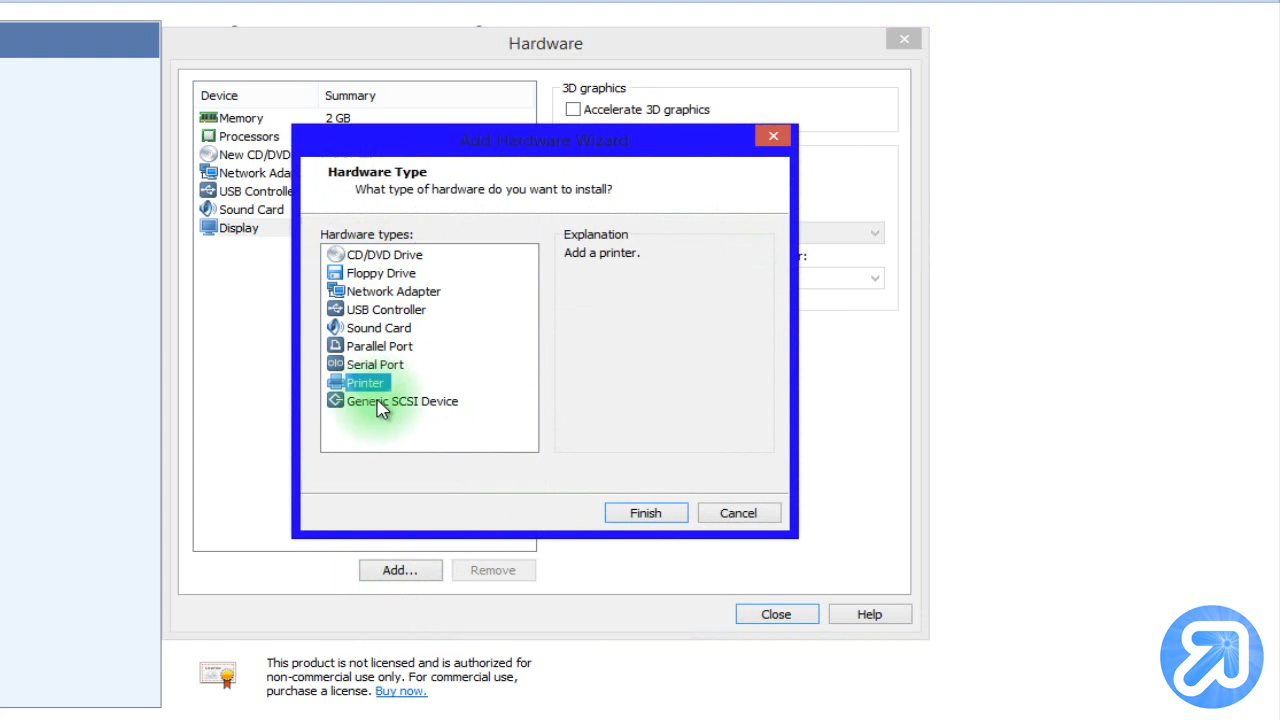 Hardware
Device Summary
Memory 2 GB
Processors
New CD/DVD
Network Ada
USB Controlle
Sound Card
Display
Add... Remove
3D graphics
Accelerate 3D graphics
r:
Add Hardware Wizard
Hardware Type
What type of hardware do you want to install?
Hardware types:
CD/DVD Drive
Floppy Drive
Network Adapter
USB Controller
Sound Card
Parallel Port
Serial Port
Printer
Generic SCSI Device
Explanation
Add a printer.
Finish Cancel
Close Help
This product is not licensed and is authorized for
non-commercial use only. For commercial use,
purchase a license. Buy now.